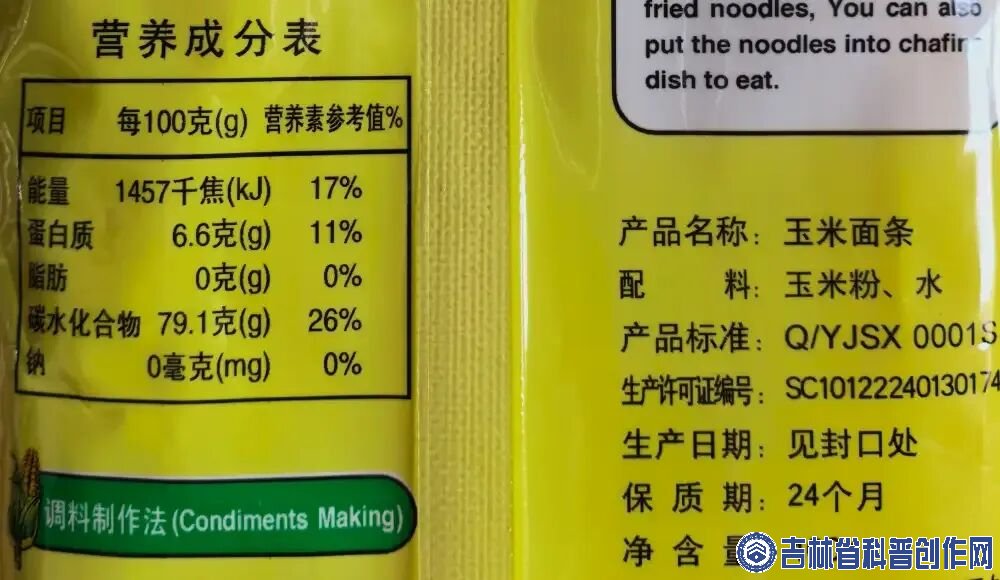 营养成分表
项目 每100克(g) 营养素参考值%
能量 1457千焦(kJ) 17%
蛋白质 6.6克(g) 11%
脂肪 0克(g) 0%
碳水化合物 79.1克(g) 26%
钠 0毫克(mg) 0%
调料制作法(Condiments Making)
fried noodles, You can also
put the noodles into chafin
dish to eat.
产品名称：玉米面条
配 料：玉米粉、水
产品标准：Q/YJSX 0001S
生产许可证编号：SC10122240130174
生产日期：见封口处
保 质 期：24个月
净 含 量
吉林省科普创作网